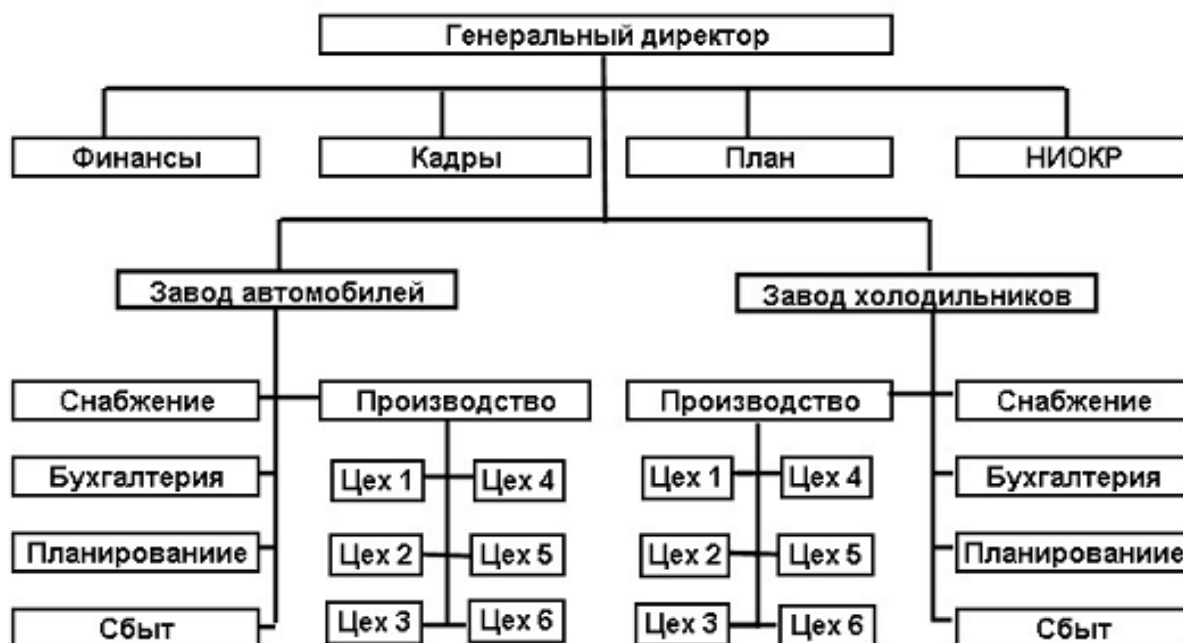 Генеральный директор
Финансы Кадры План НИОКР
Завод автомобилей Завод холодильников
Снабжение Производство Производство Снабжение
Бухгалтерия Цех 1 Цех 4 Цех 1 Цех 4 Бухгалтерия
Планированиие Цех 2 Цех 5 Цех 2 Цех 5 Планированиие
Сбыт Цех 3 Цех 6 Цех 3 Цех 6 Сбыт